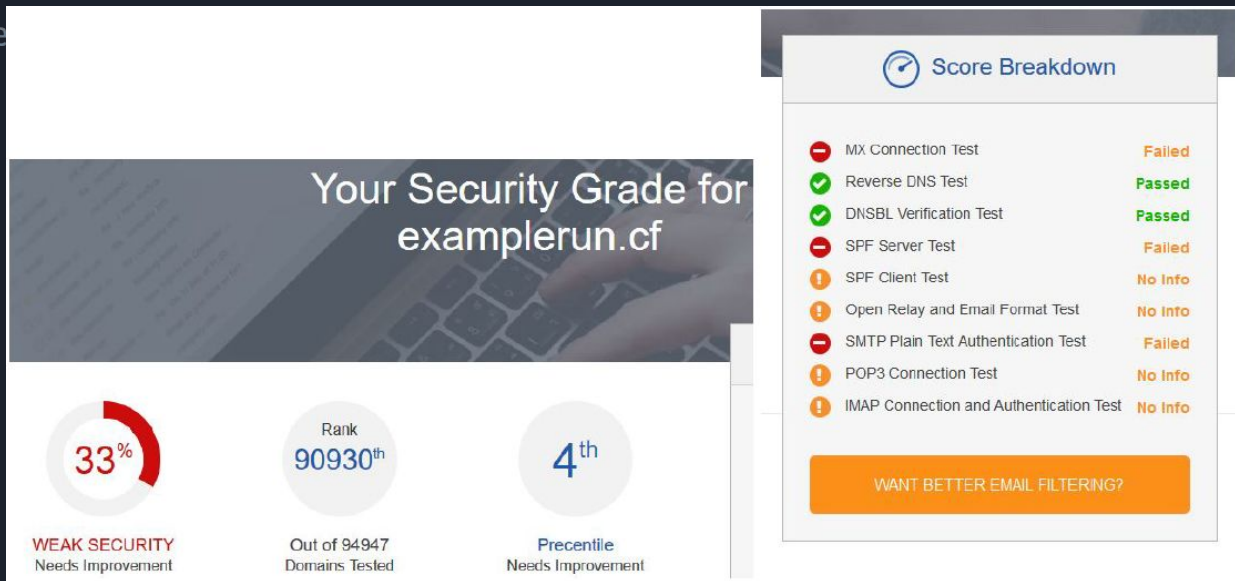 Your Security Grade for
examplerun.cf
33%
WEAK SECURITY
Needs Improvement
Rank
90930th
Out of 94947
Domains Tested
4th
Precentile
Needs Improvement
Score Breakdown
MX Connection Test Failed
Reverse DNS Test Passed
DNSBL Verification Test Passed
SPF Server Test Failed
SPF Client Test No Info
Open Relay and Email Format Test No Info
SMTP Plain Text Authentication Test Failed
POP3 Connection Test No Info
IMAP Connection and Authentication Test No Info
WANT BETTER EMAIL FILTERING?